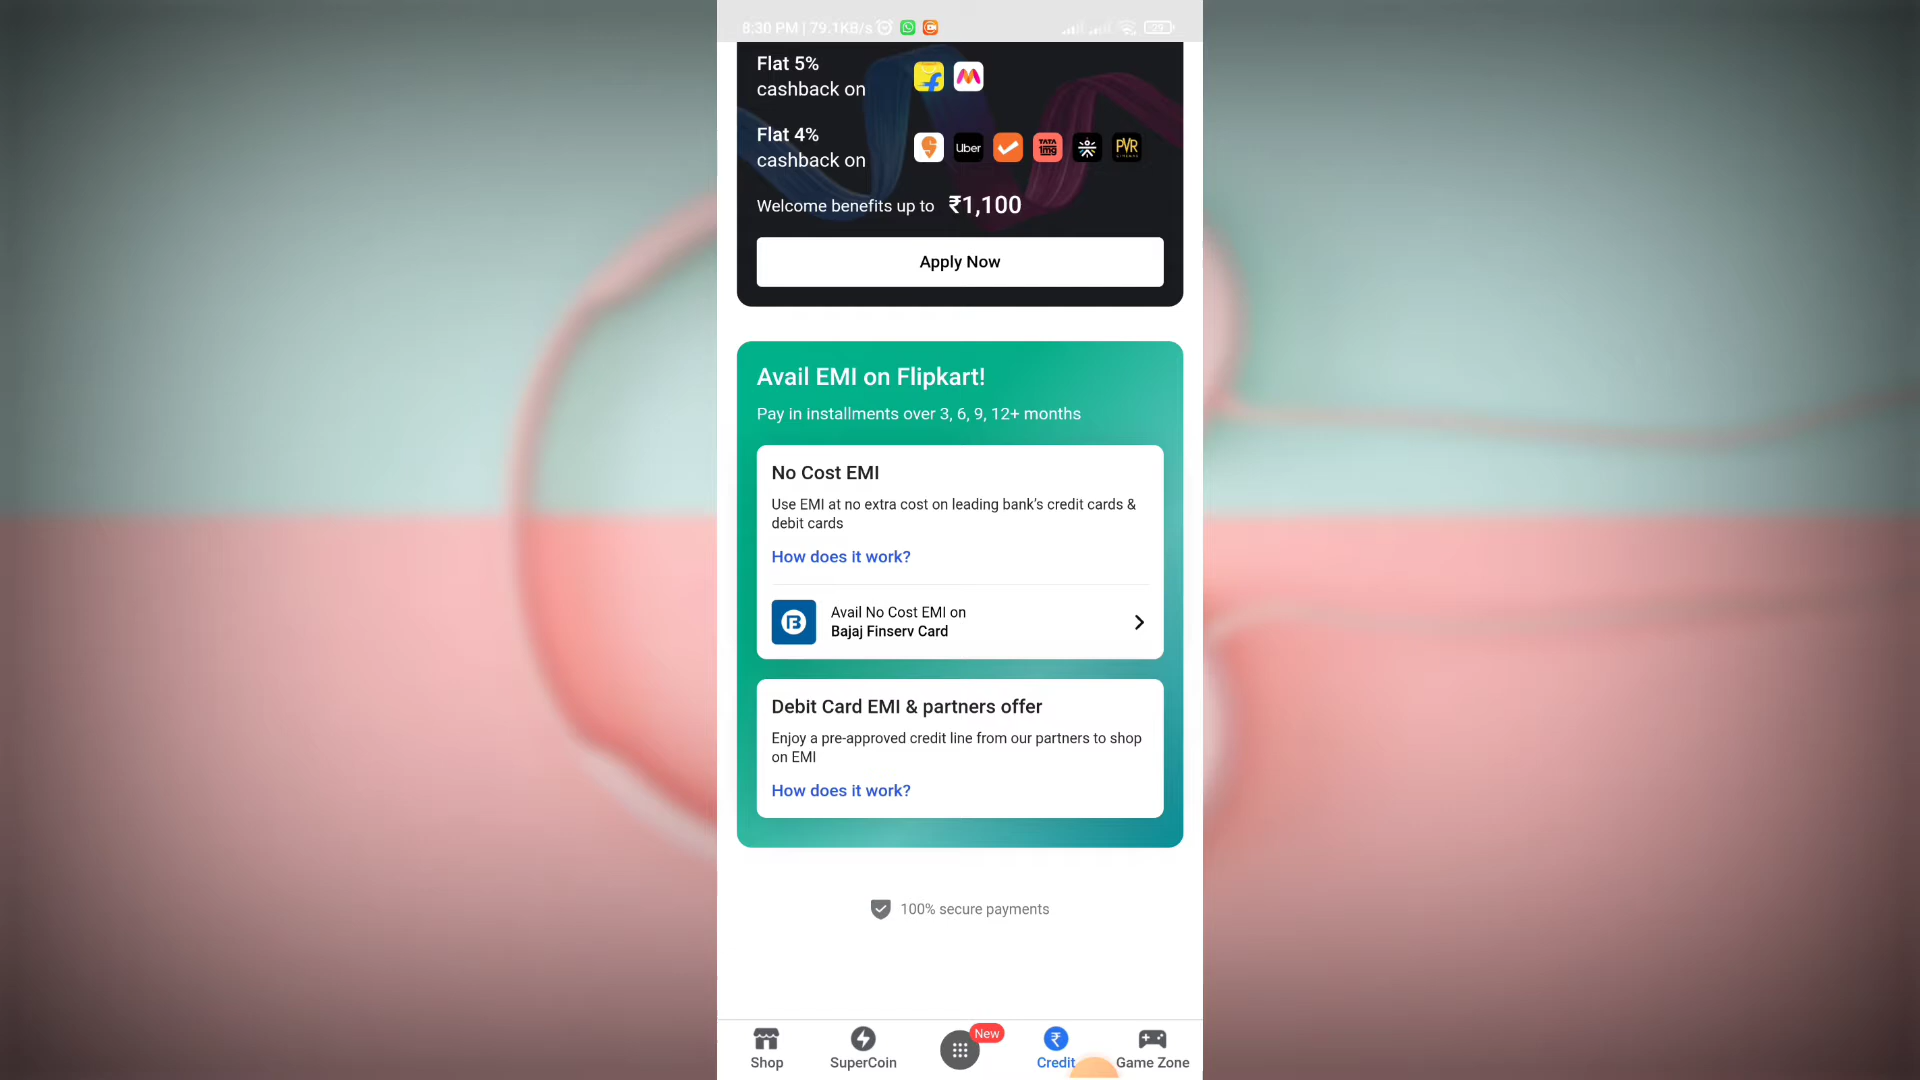 8:30 PM | 79.1KB/s
29
Flat 5%
cashback on
Flat 4%
cashback on
Uber
TATA
1mg
PVR
Welcome benefits up to ₹1,100
Apply Now
Avail EMI on Flipkart!
Pay in installments over 3, 6, 9, 12+ months
No Cost EMI
Use EMI at no extra cost on leading bank's credit cards &
debit cards
How does it work?
Avail No Cost EMI on
Bajaj Finserv Card
Debit Card EMI & partners offer
Enjoy a pre-approved credit line from our partners to shop
on EMI
How does it work?
100% secure payments
New
Shop
SuperCoin
Credit
Game Zone